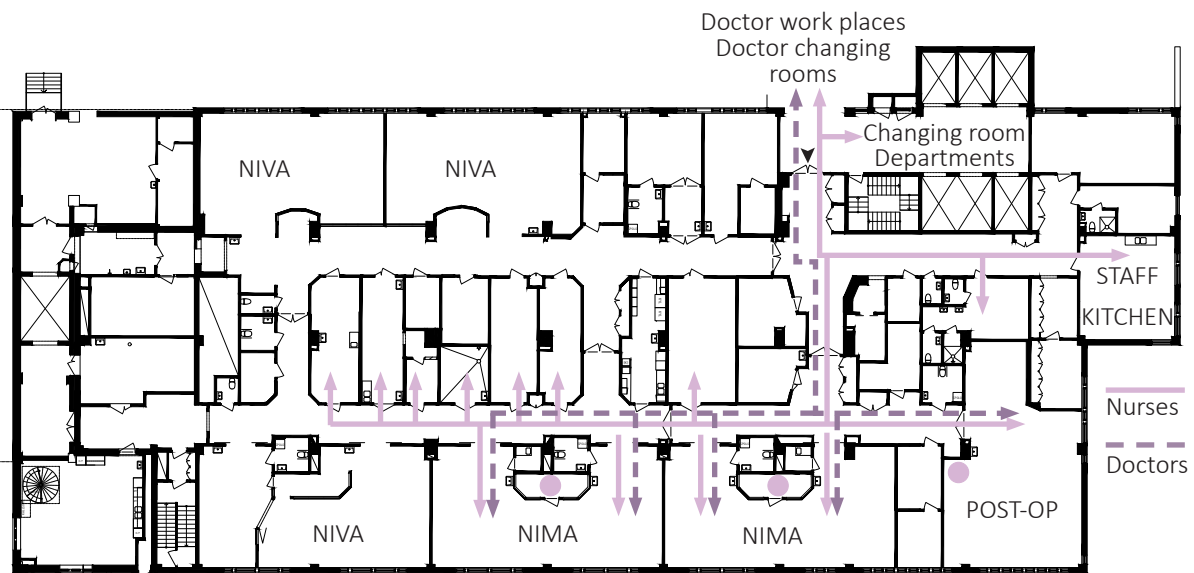 Doctor work places
Doctor changing
rooms
Changing room
Departments
NIVA
NIVA
STAFF
KITCHEN
Nurses
Doctors
NIVA
NIMA
NIMA
POST-OP